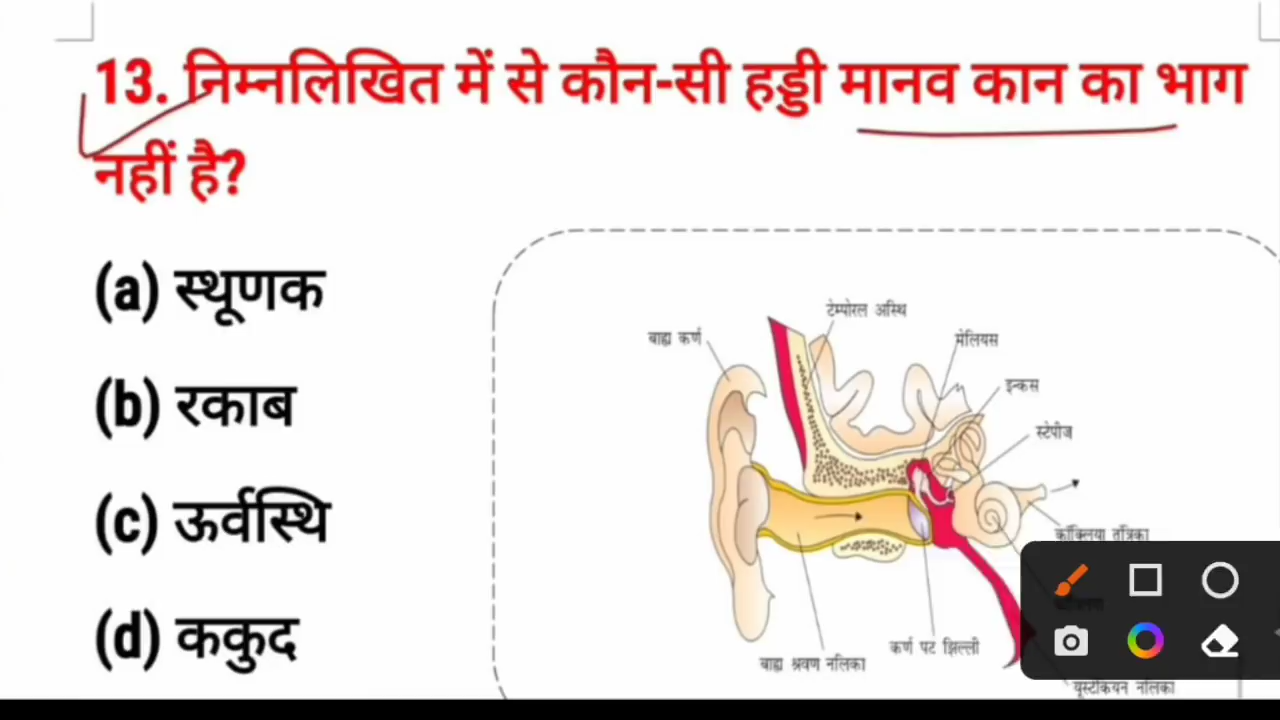 13. निम्नलिखित में से कौन-सी हड्डी मानव कान का भाग
नहीं है?
(a) स्थूणक
(b) रकाब
(c) ऊर्वस्थि
(d) ककुद
टेम्पोरल अस्थि
बाह्य कर्ण
मेलियस
इन्कस
स्टेपीज
कॉक्लिया तंत्रिका
कर्ण पट झिल्ली
बाह्य श्रवण नलिका
यूस्टेकियन नलिका